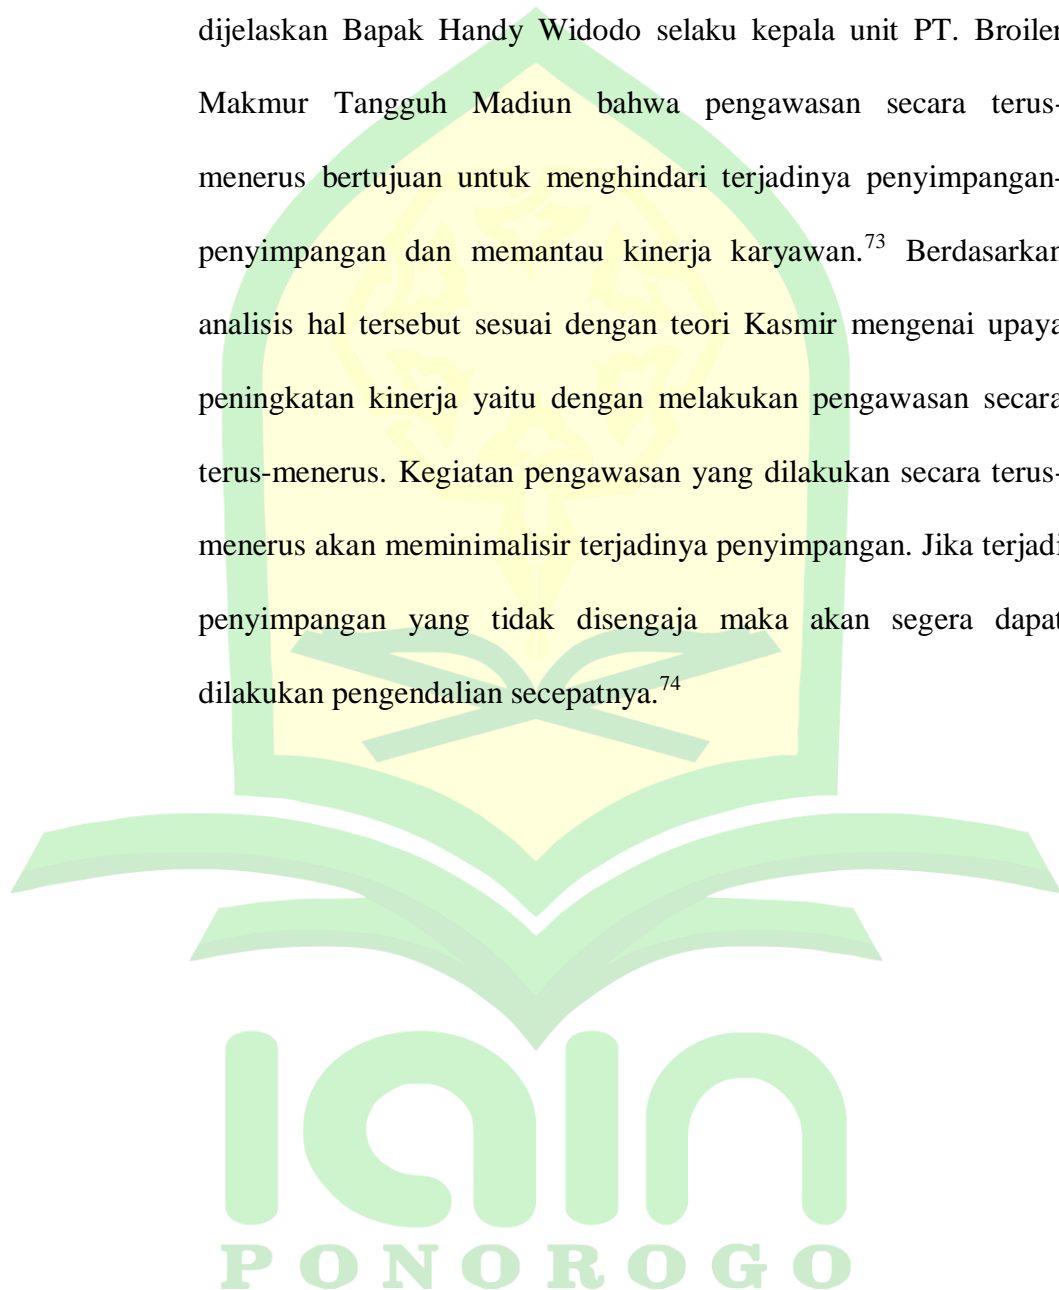 dijelaskan Bapak Handy Widodo selaku kepala unit PT. Broiler
Makmur Tangguh Madiun bahwa pengawasan secara terus-
menerus bertujuan untuk menghindari terjadinya penyimpangan-
penyimpangan dan memantau kinerja karyawan.73 Berdasarkan
analisis hal tersebut sesuai dengan teori Kasmir mengenai upaya
peningkatan kinerja yaitu dengan melakukan pengawasan secara
terus-menerus. Kegiatan pengawasan yang dilakukan secara terus-
menerus akan meminimalisir terjadinya penyimpangan. Jika terjadi
penyimpangan yang tidak disengaja maka akan segera dapat
dilakukan pengendalian secepatnya.74
iain
PONOROGO